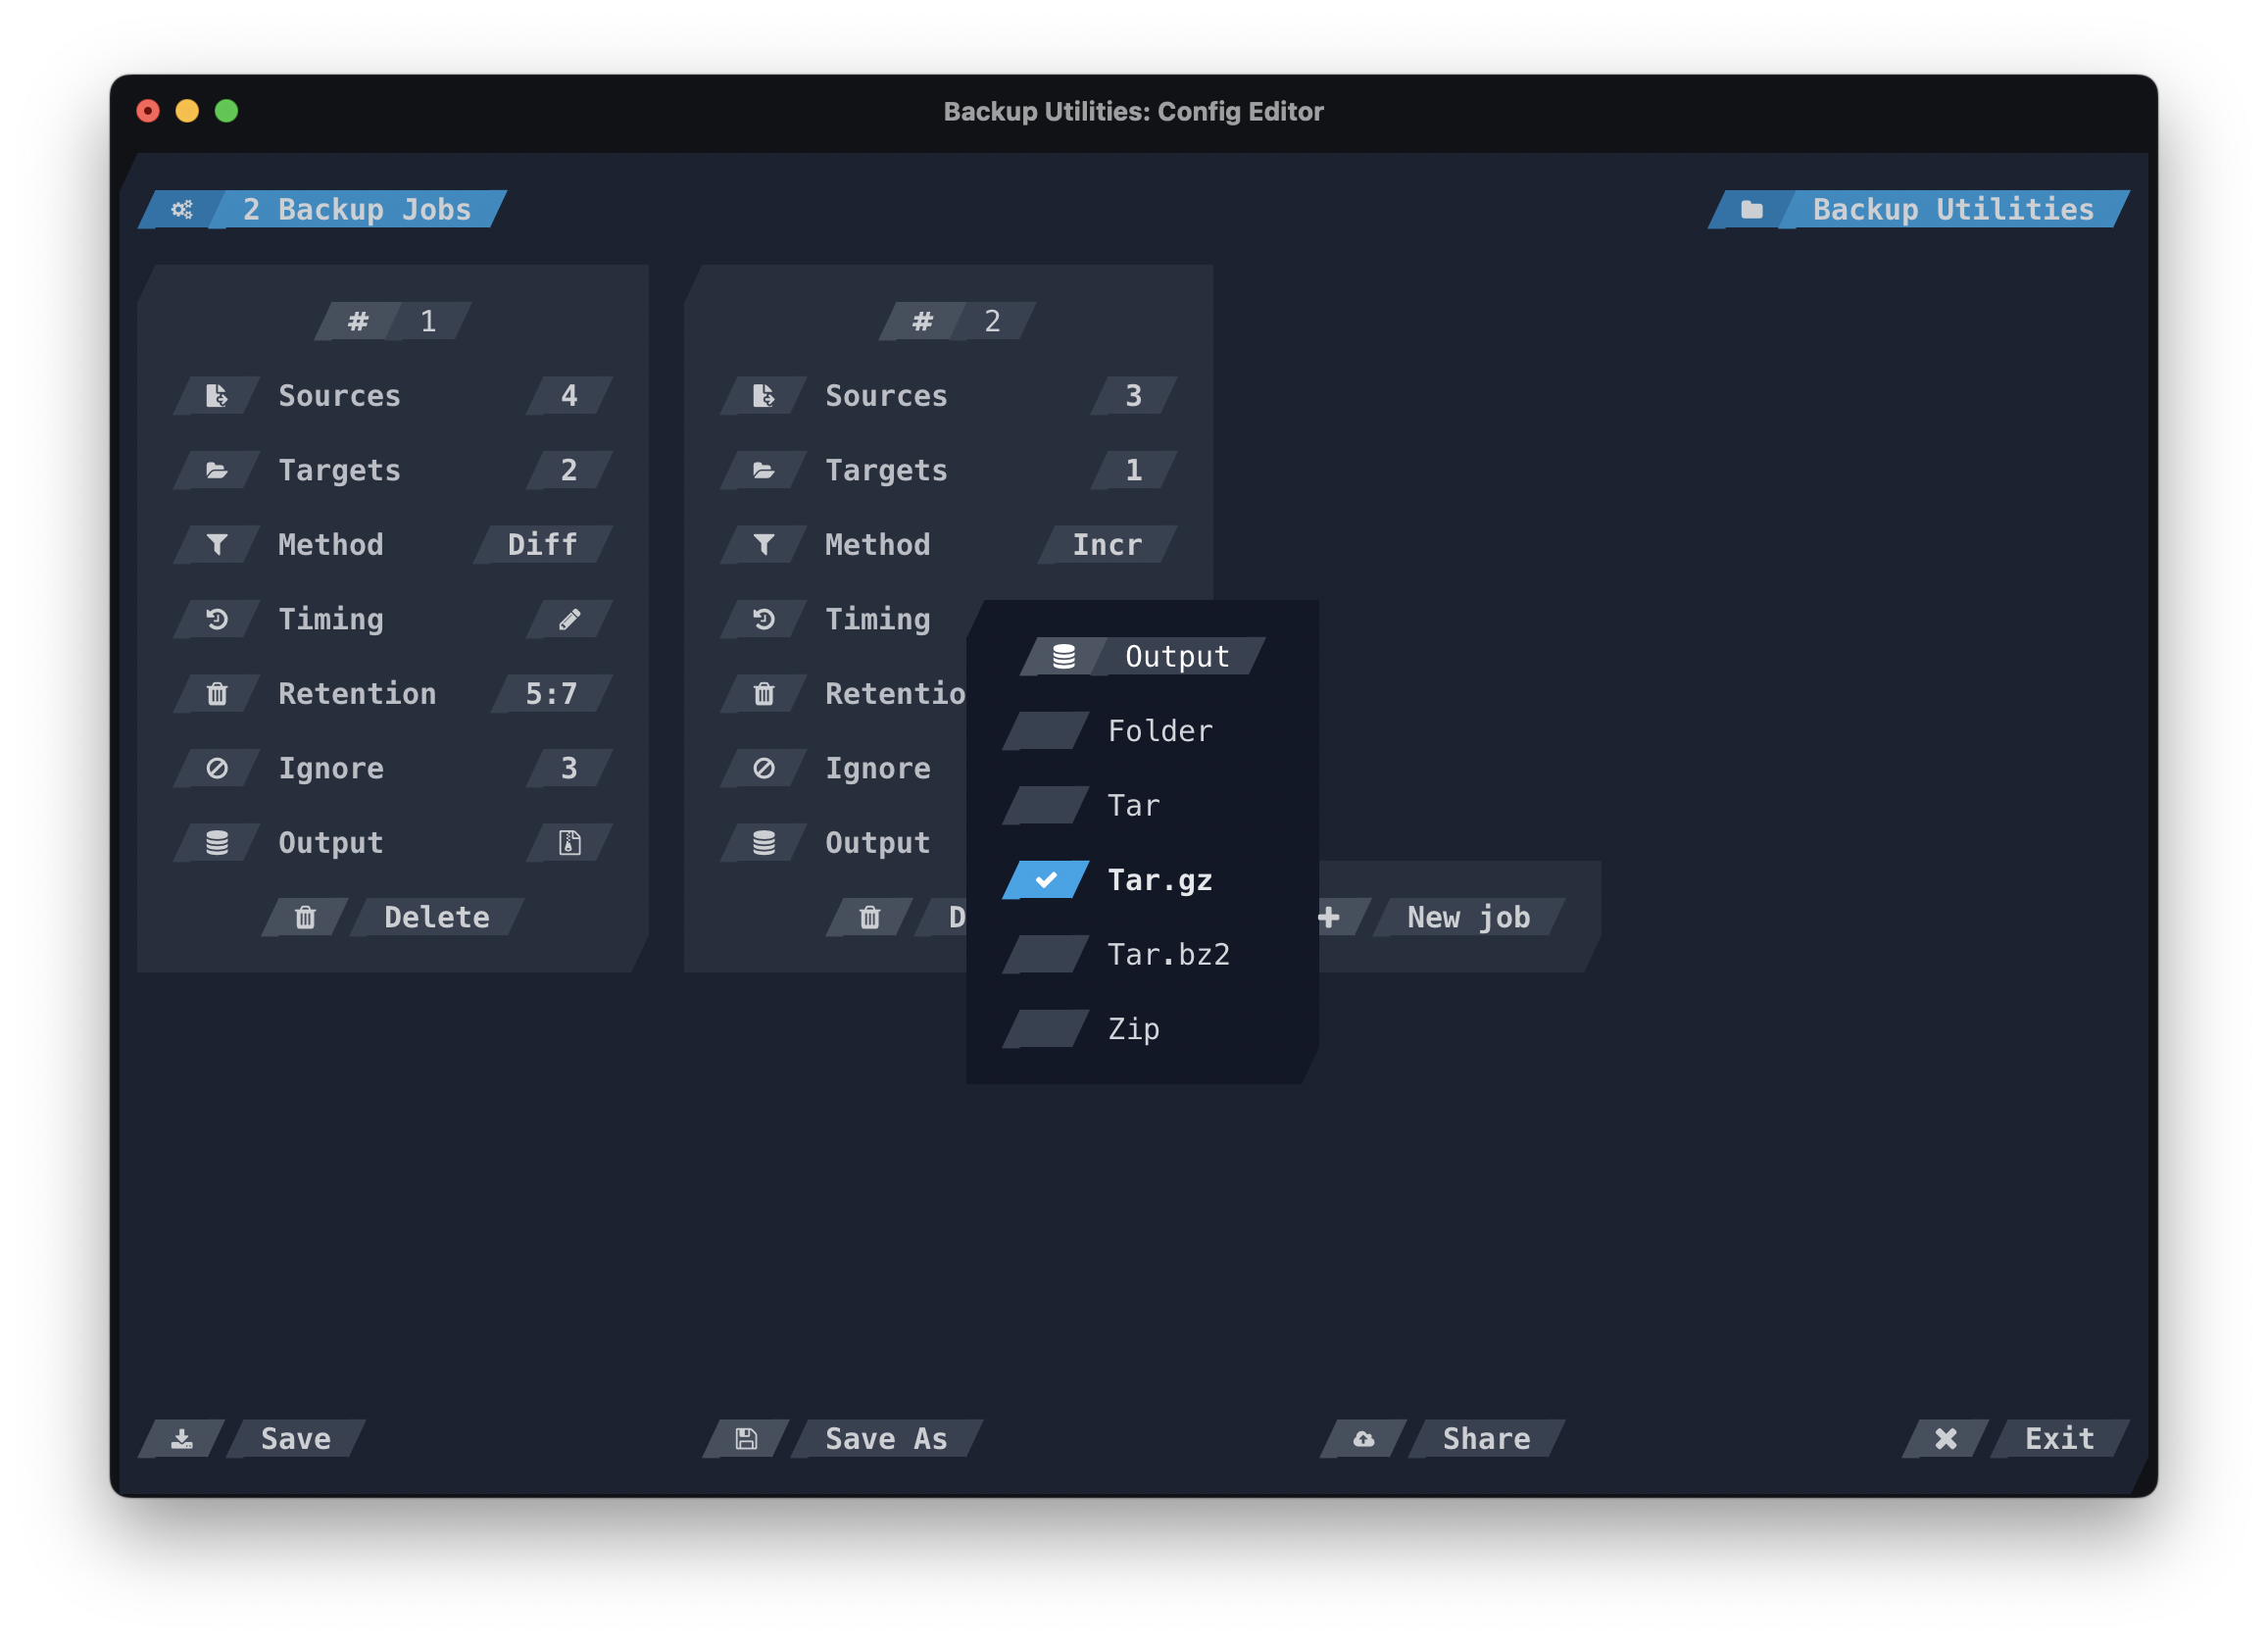 Backup Utilities: Config Editor
2 Backup Jobs
Backup Utilities
# 1
Sources 4
Targets 2
Method Diff
Timing
Retention 5:7
Ignore 3
Output
Delete
# 2
Sources 3
Targets 1
Method Incr
Timing
Retentio
Ignore
Output
D
Output
Folder
Tar
Tar.gz
Tar.bz2
Zip
New job
Save
Save As
Share
Exit